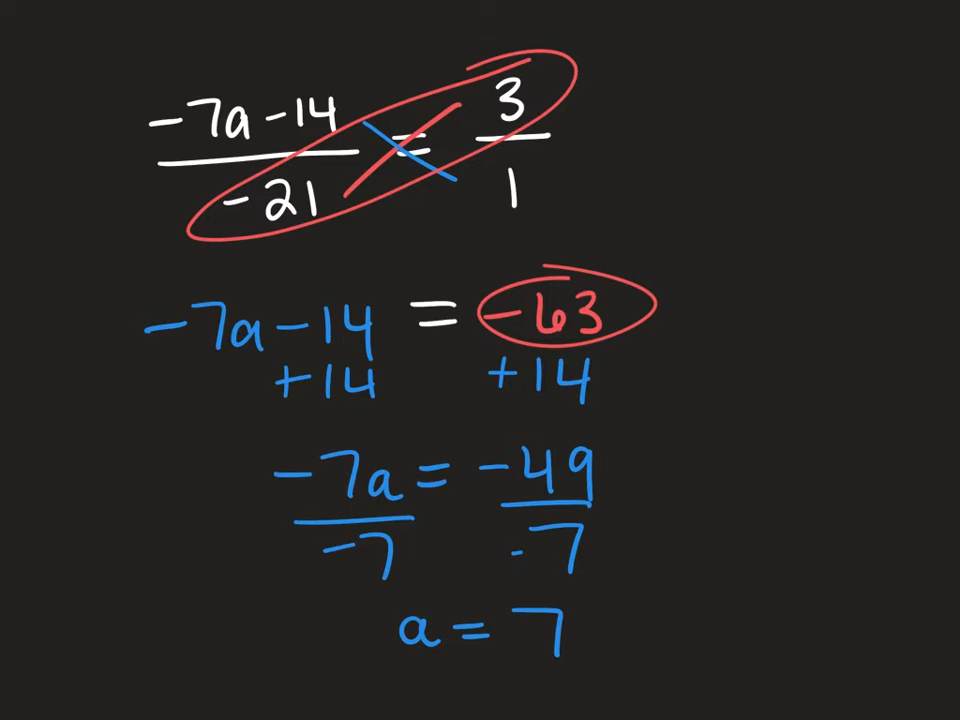 -7a-14 = 3
-21 1
-7a-14 = -63
+14 +14
-7a = -49
-7 -7
a = 7